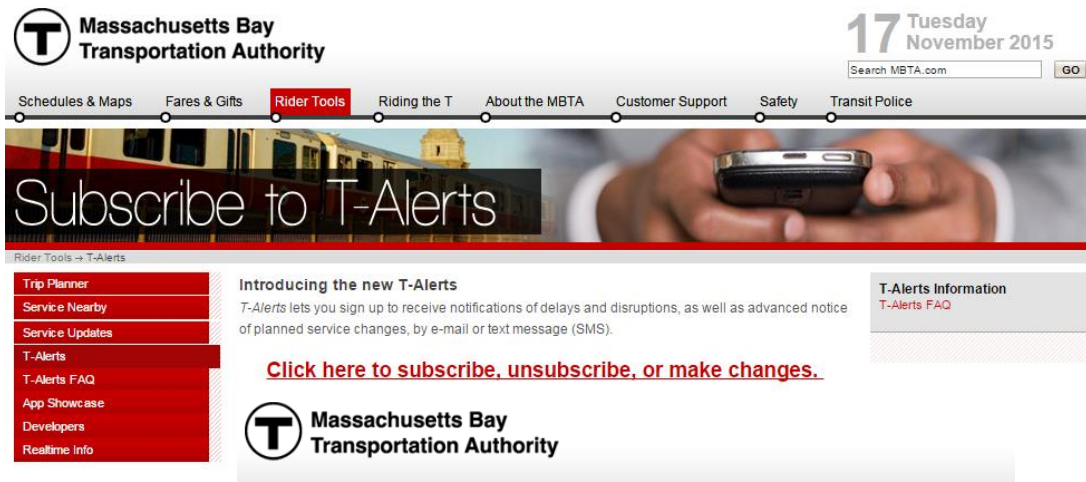 Massachusetts Bay
Transportation Authority
17 Tuesday
November 2015
Search MBTA.com GO
Schedules & Maps Fares & Gifts Rider Tools Riding the T About the MBTA Customer Support Safety Transit Police
Subscribe to T-Alerts
Rider Tools → T-Alerts
Trip Planner
Service Nearby
Service Updates
T-Alerts
T-Alerts FAQ
App Showcase
Developers
Realtime Info
Introducing the new T-Alerts
T-Alerts lets you sign up to receive notifications of delays and disruptions, as well as advanced notice
of planned service changes, by e-mail or text message (SMS).
Click here to subscribe, unsubscribe, or make changes.
T
Massachusetts Bay
Transportation Authority
T-Alerts Information
T-Alerts FAQ